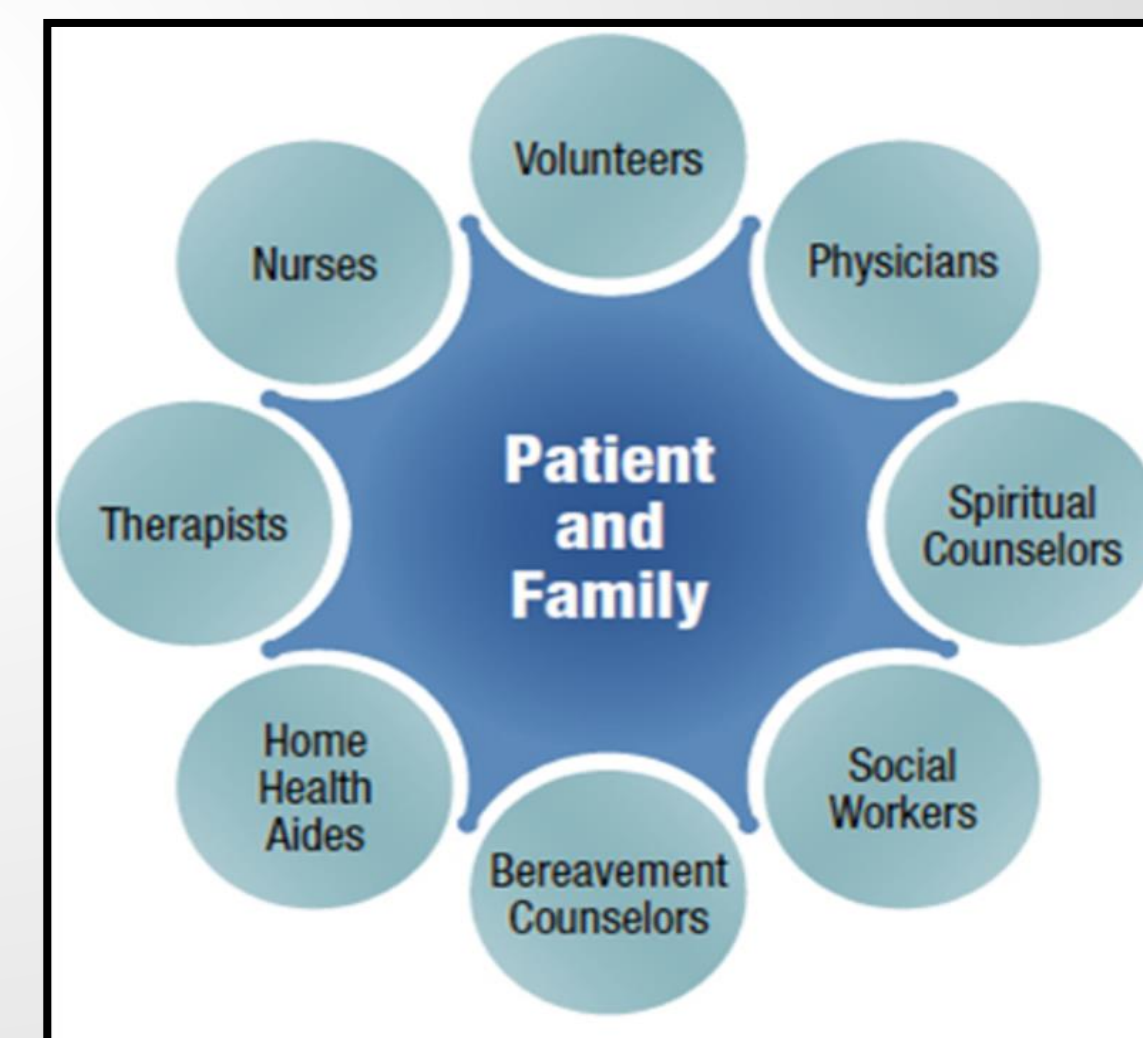 Volunteers
Nurses
Physicians
Patient
and
Family
Therapists
Spiritual
Counselors
Home
Health
Aides
Social
Workers
Bereavement
Counselors